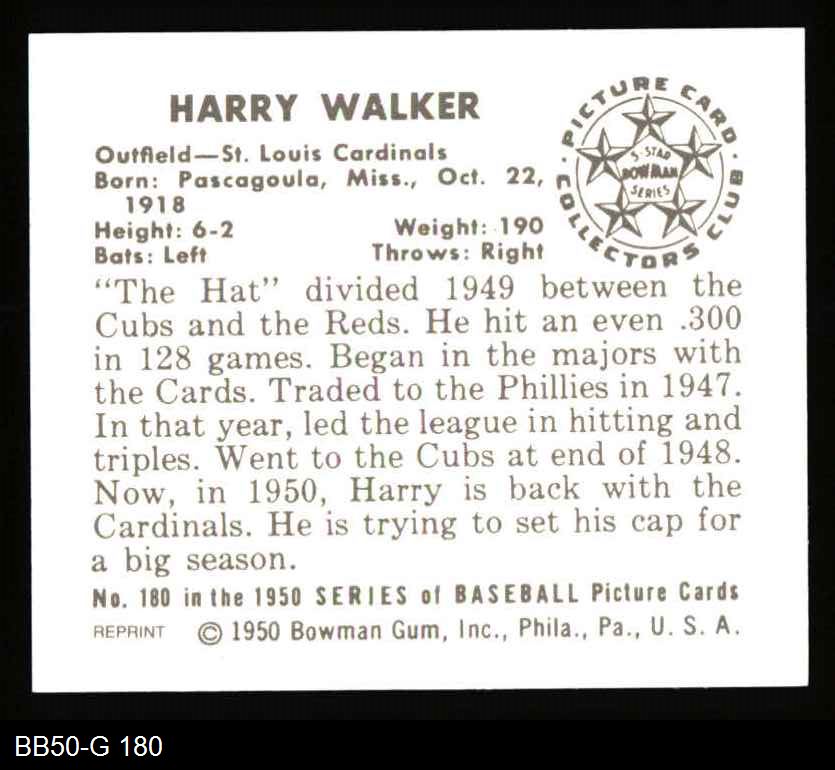 HARRY WALKER
PICTURE CARD
COLLECTORS CLUB
5-STAR
BOWMAN
SERIES
Outfield—St. Louis Cardinals
Born: Pascagoula, Miss., Oct. 22,
1918
Height: 6-2 Weight: 190
Bats: Left Throws: Right
"The Hat" divided 1949 between the
Cubs and the Reds. He hit an even .300
in 128 games. Began in the majors with
the Cards. Traded to the Phillies in 1947.
In that year, led the league in hitting and
triples. Went to the Cubs at end of 1948.
Now, in 1950, Harry is back with the
Cardinals. He is trying to set his cap for
a big season.
No. 180 in the 1950 SERIES of BASEBALL Picture Cards
REPRINT © 1950 Bowman Gum, Inc., Phila., Pa., U. S. A.
BB50-G 180